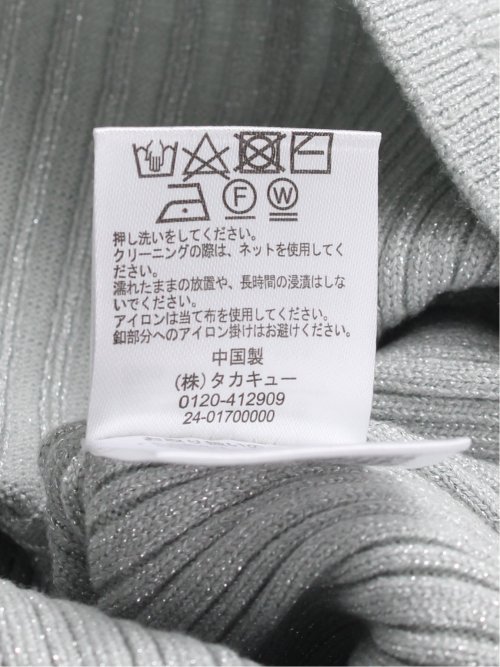 F W
押し洗いをしてください。
クリーニングの際は、ネットを使用してく
ださい。
濡れたままの放置や、長時間の浸漬はしな
いでください。
アイロンは当て布を使用してください。
釦部分へのアイロン掛けはお避けください。
中国製
(株)タカキュー
0120-412909
24-01700000